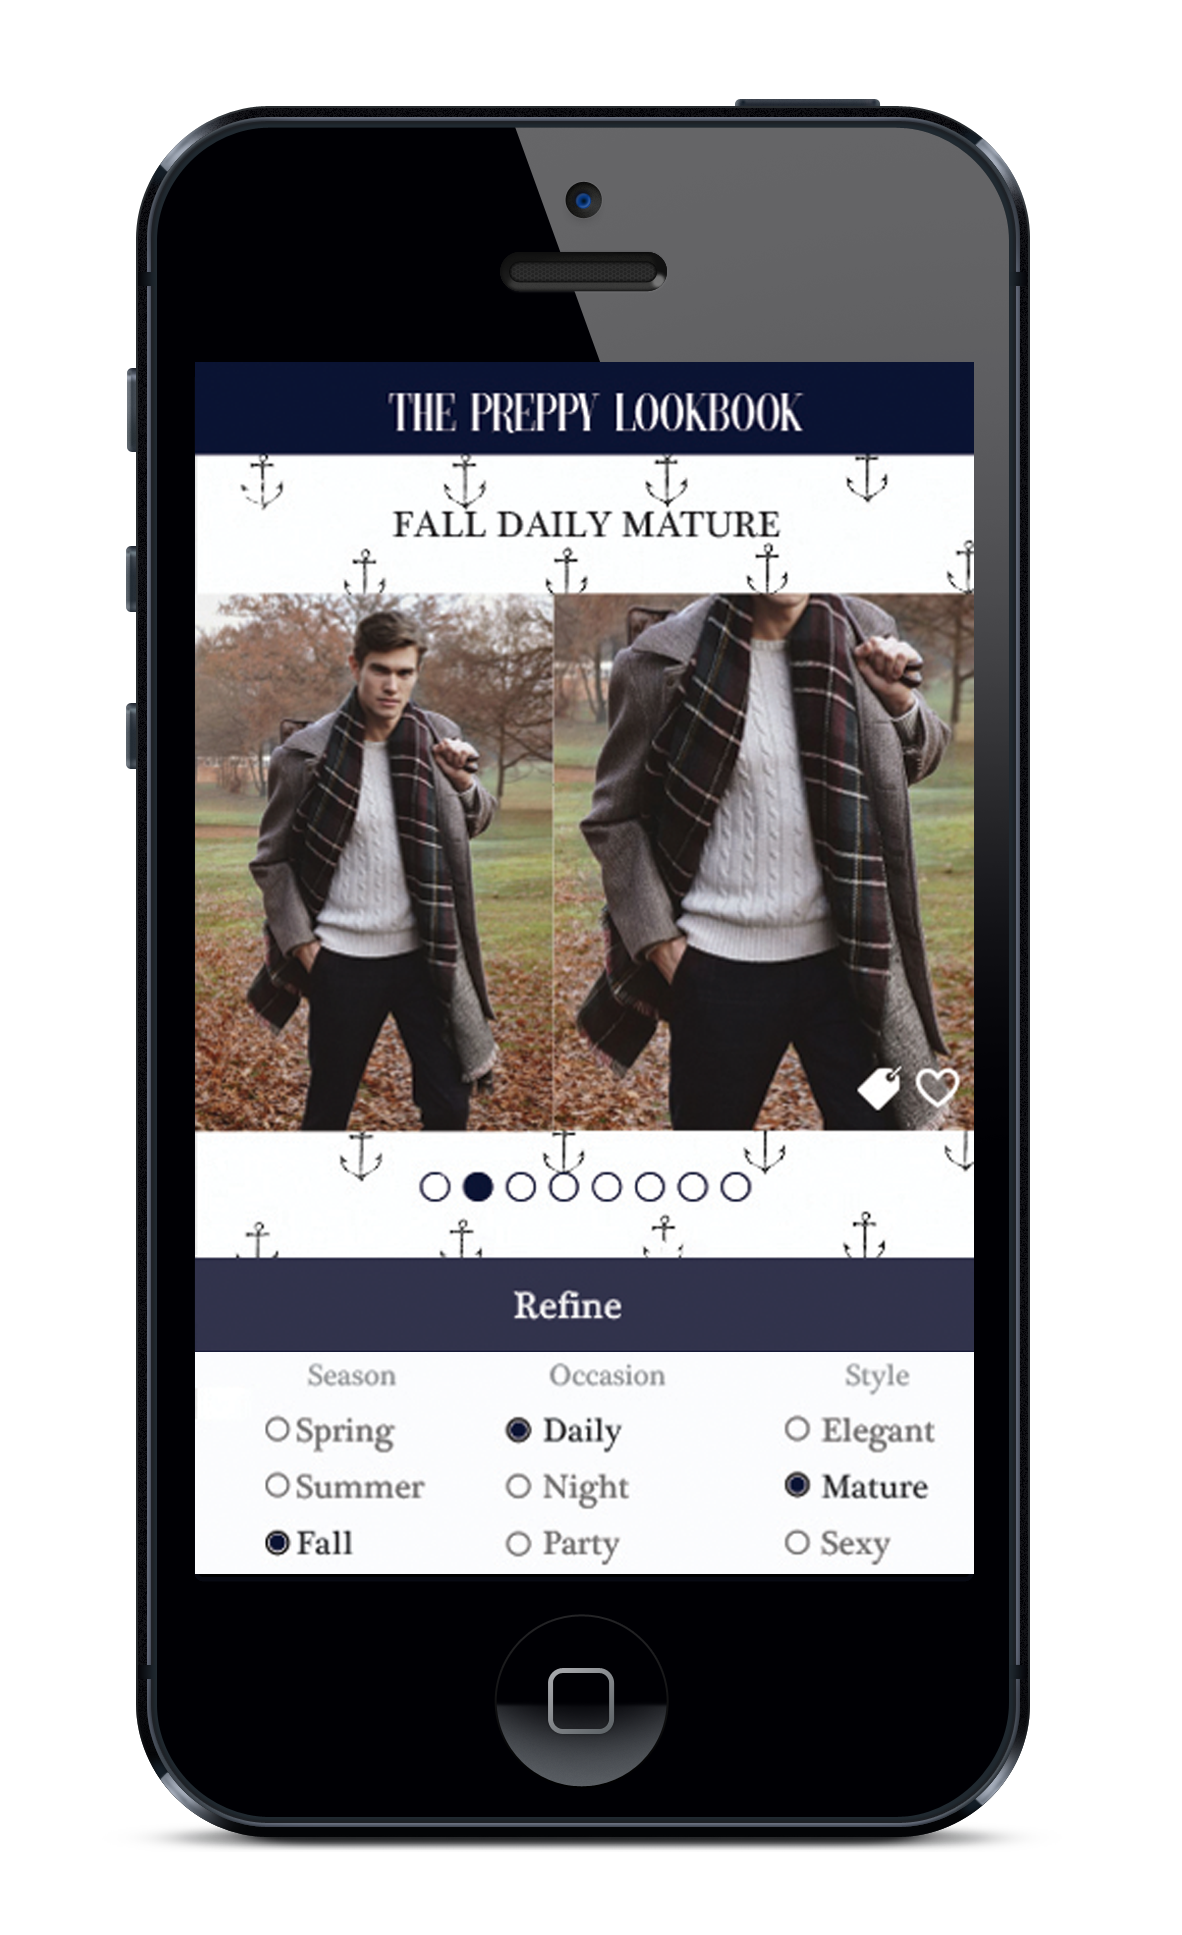 THE PREPPY LOOKBOOK
FALL DAILY MATURE
Refine
Season Occasion Style
Spring Daily Elegant
Summer Night Mature
Fall Party Sexy